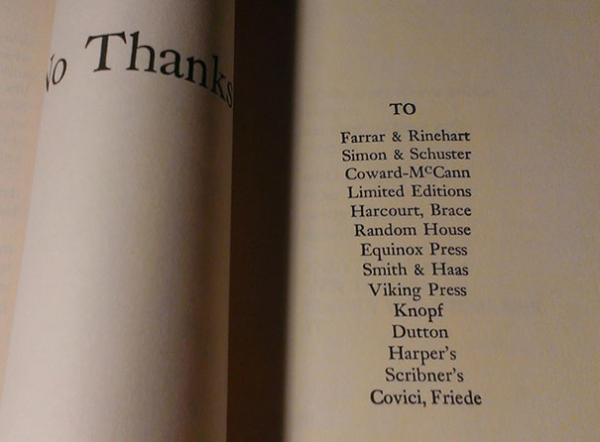 No Thanks
TO
Farrar & Rinehart
Simon & Schuster
Coward-McCann
Limited Editions
Harcourt, Brace
Random House
Equinox Press
Smith & Haas
Viking Press
Knopf
Dutton
Harper's
Scribner's
Covici, Friede